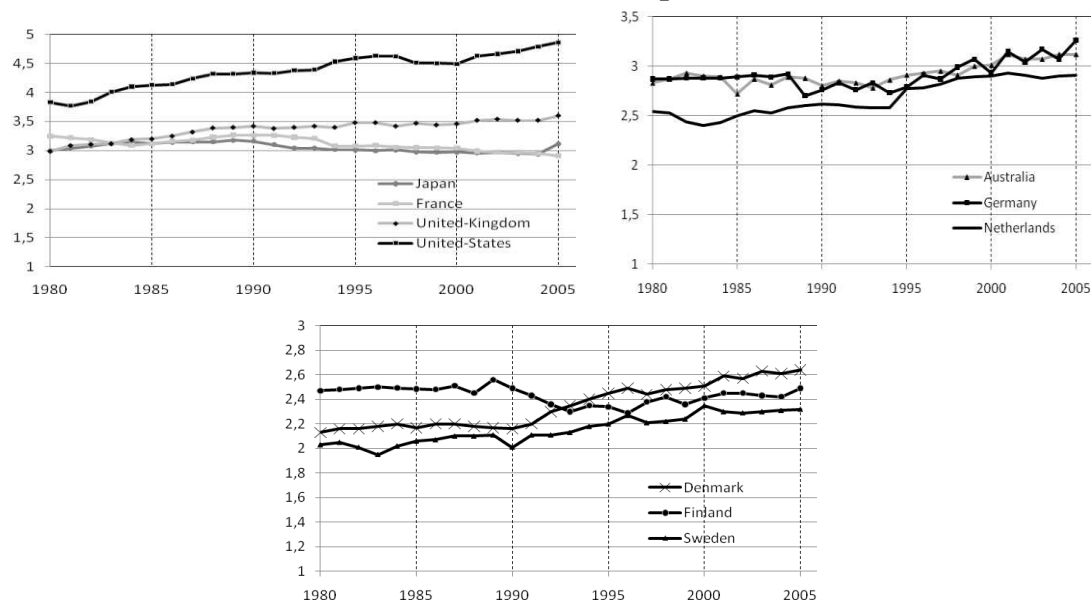 5
4,5
4
3,5
3
2,5
2
1,5
1
1980 1985 1990 1995 2000 2005
Japan
France
United-Kingdom
United-States
3,5
3
2,5
2
1,5
1
1980 1985 1990 1995 2000 2005
Australia
Germany
Netherlands
3
2,8
2,6
2,4
2,2
2
1,8
1,6
1,4
1,2
1
1980 1985 1990 1995 2000 2005
Denmark
Finland
Sweden